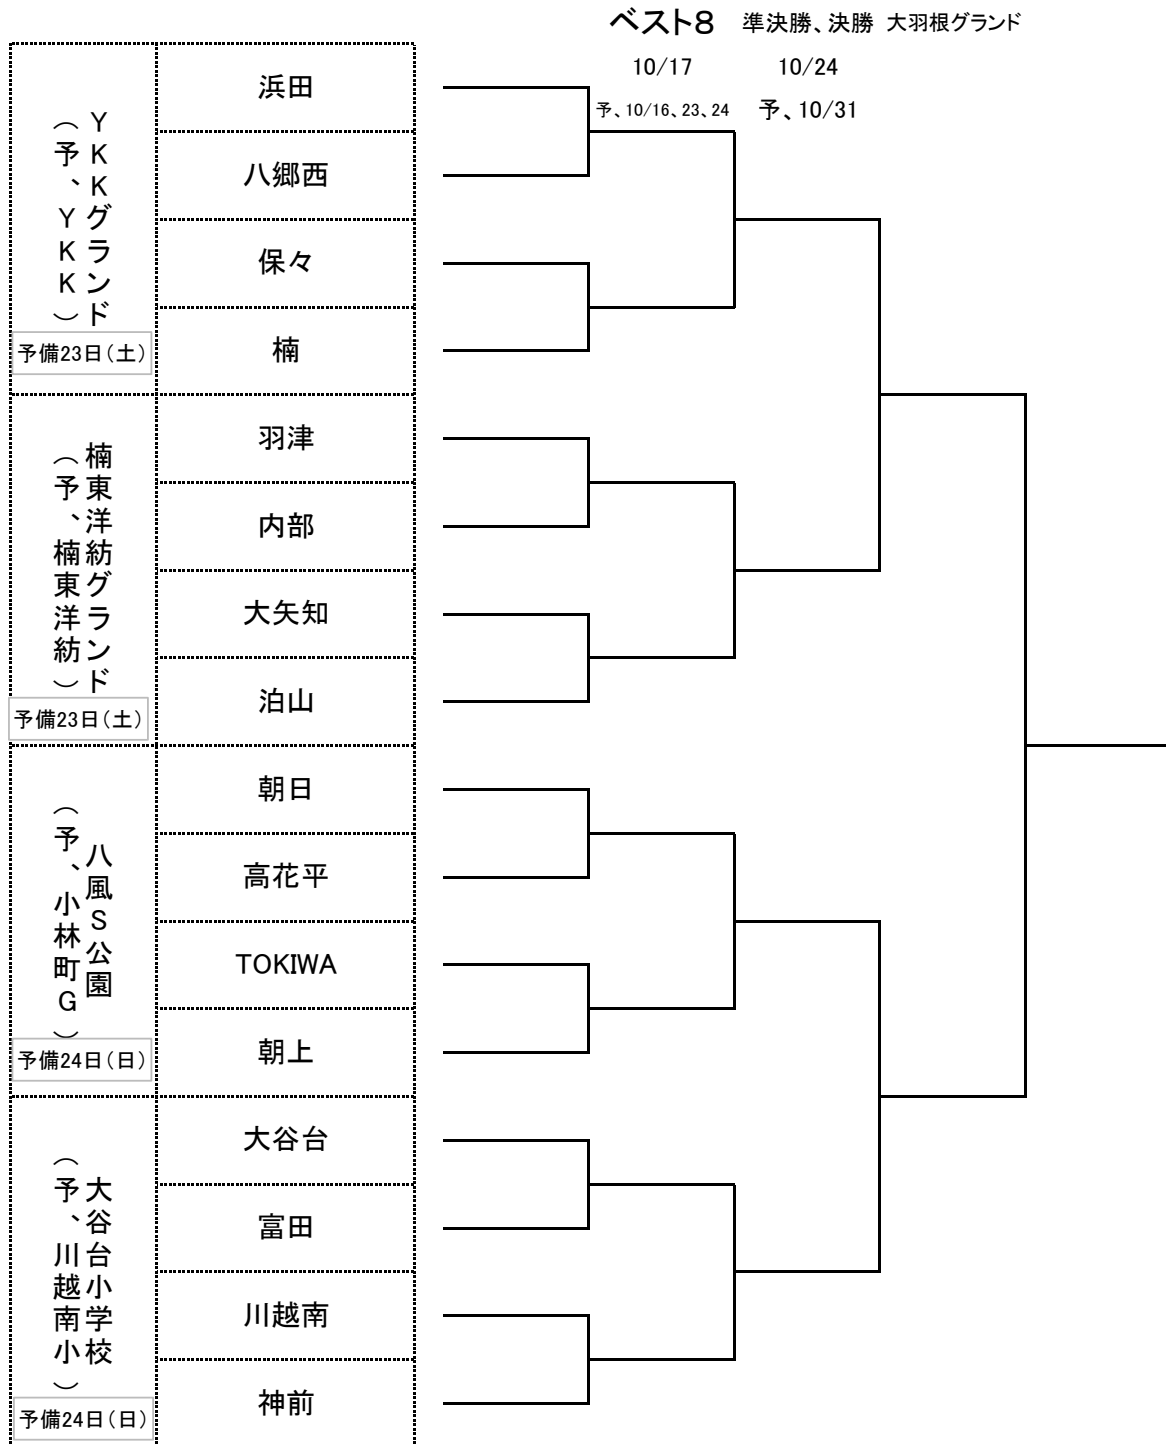 ベスト8 準決勝、決勝 大羽根グランド
10/17 10/24
予、10/16、23、24 予、10/31
YKKグランド
（予、YKK）
予備23日（土）
浜田
八郷西
保々
楠
楠東洋紡グランド
（予、楠東洋紡）
予備23日（土）
羽津
内部
大矢知
泊山
八風S公園
（予、小林町G）
予備24日（日）
朝日
高花平
TOKIWA
朝上
大谷台小学校
（予、川越南小）
予備24日（日）
大谷台
富田
川越南
神前